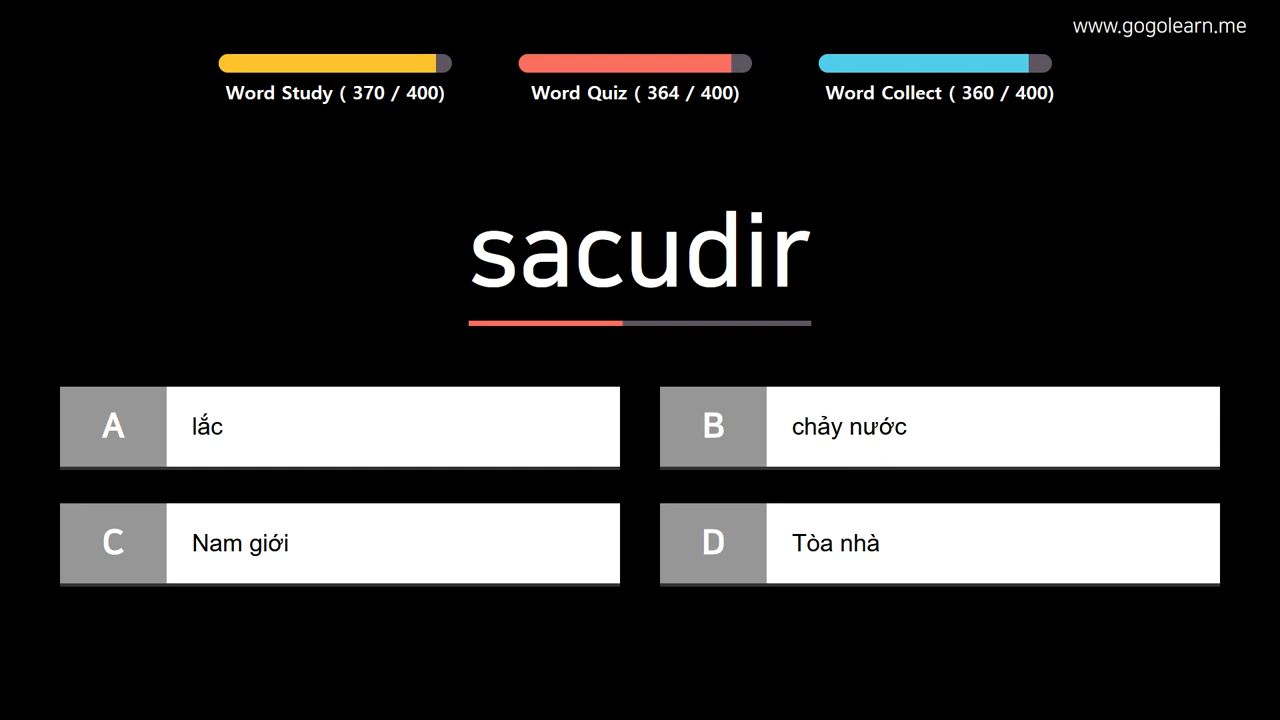 www.gogolearn.me
Word Study ( 370 / 400)
Word Quiz ( 364 / 400)
Word Collect ( 360 / 400)
sacudir
A lắc
B chảy nước
C Nam giới
D Tòa nhà